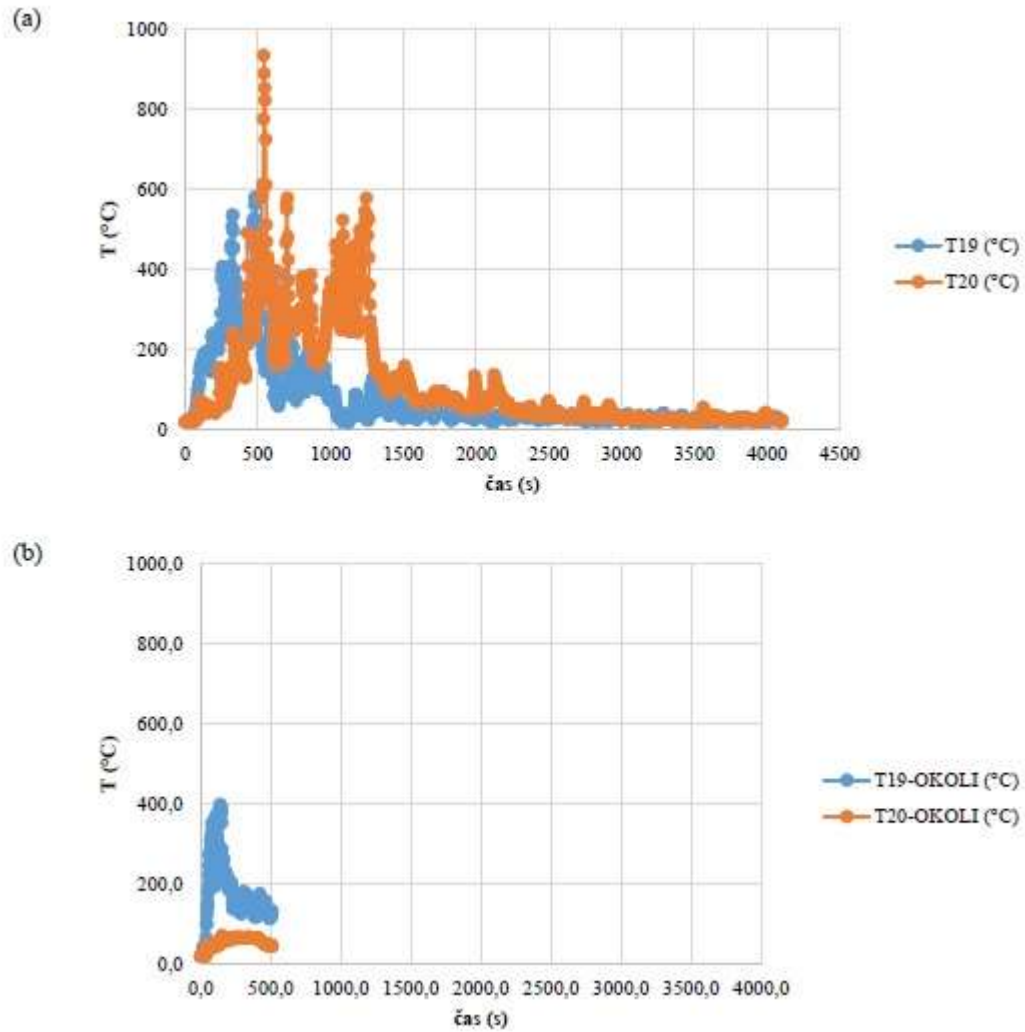 (a)
1000
800
600
400
200
0
T (°C)
0 500 1000 1500 2000 2500 3000 3500 4000 4500
čas (s)
T19 (°C)
T20 (°C)
(b)
1000,0
800,0
600,0
400,0
200,0
0,0
T (°C)
0,0 500,0 1000,0 1500,0 2000,0 2500,0 3000,0 3500,0 4000,0
čas (s)
T19-OKOLI (°C)
T20-OKOLI (°C)